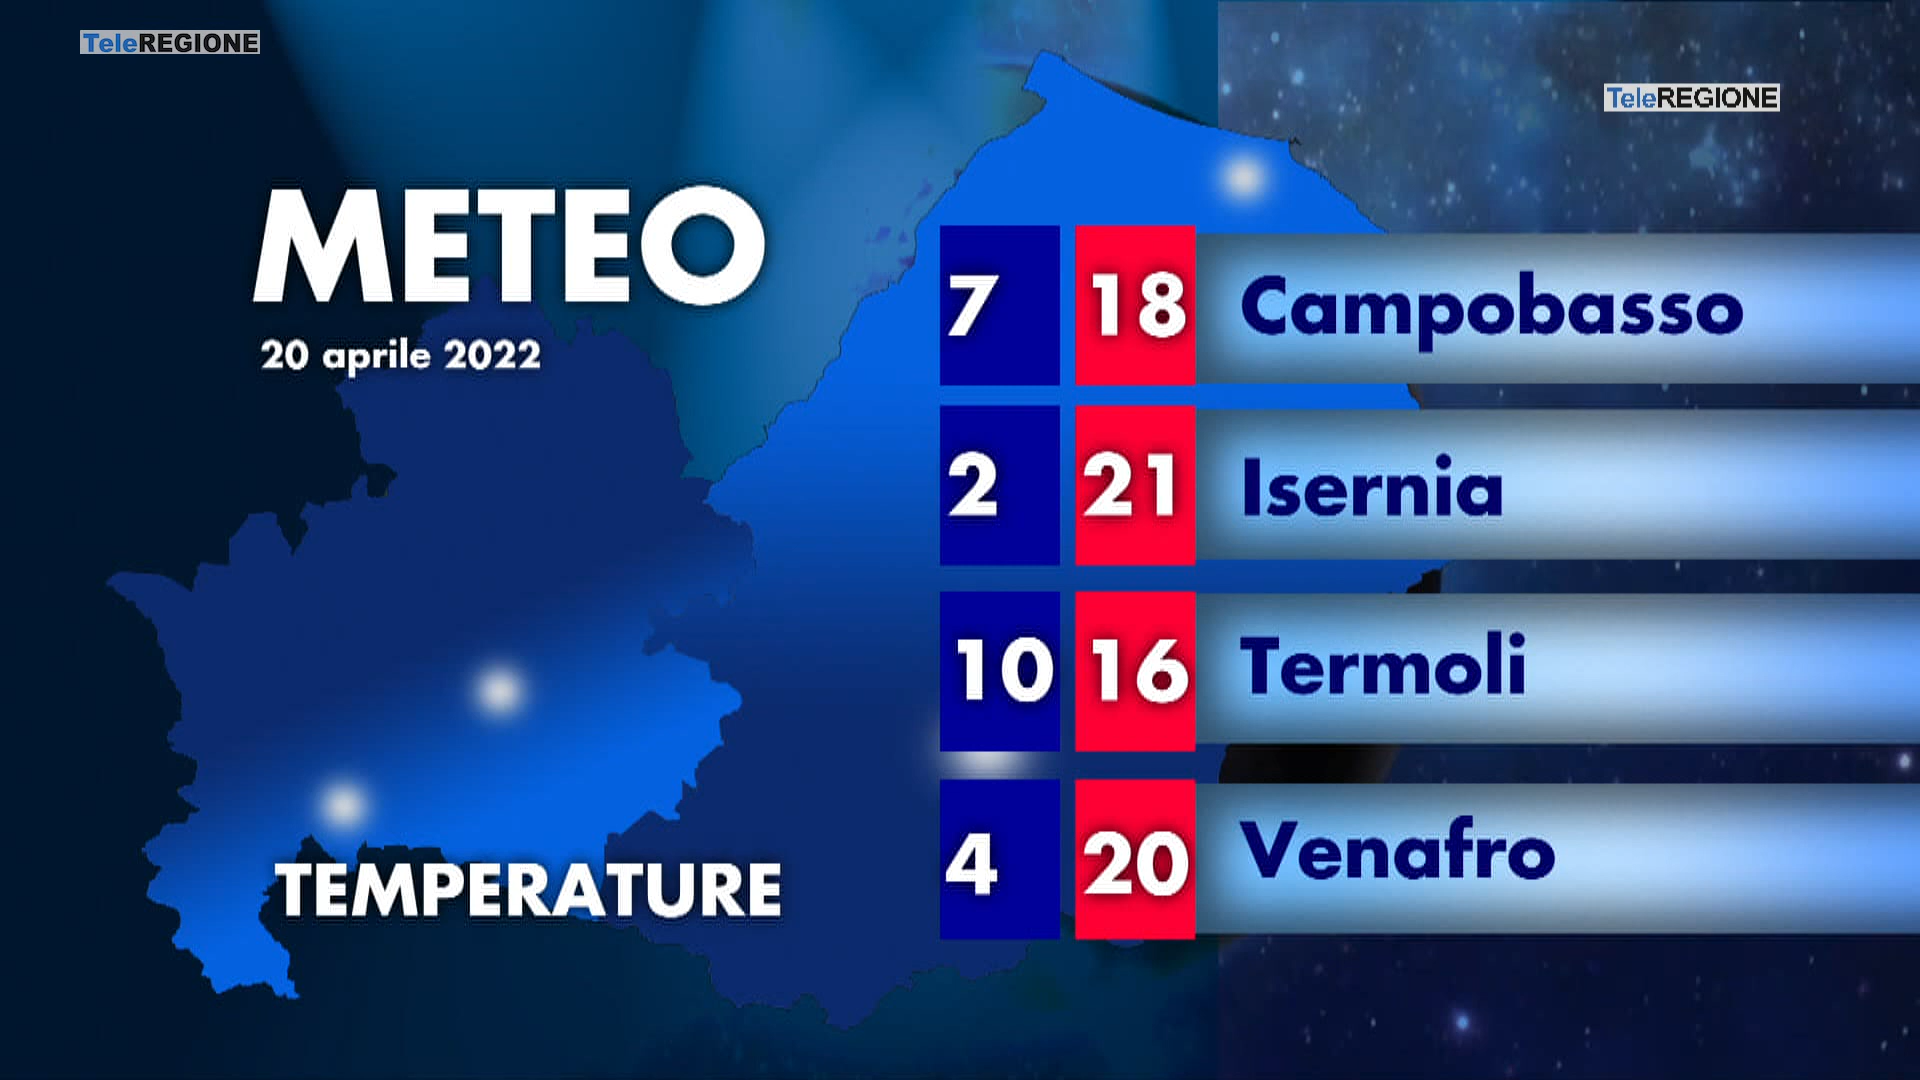 TeleREGIONE
TeleREGIONE
METEO
20 aprile 2022
7 18 Campobasso
2 21 Isernia
10 16 Termoli
4 20 Venafro
TEMPERATURE